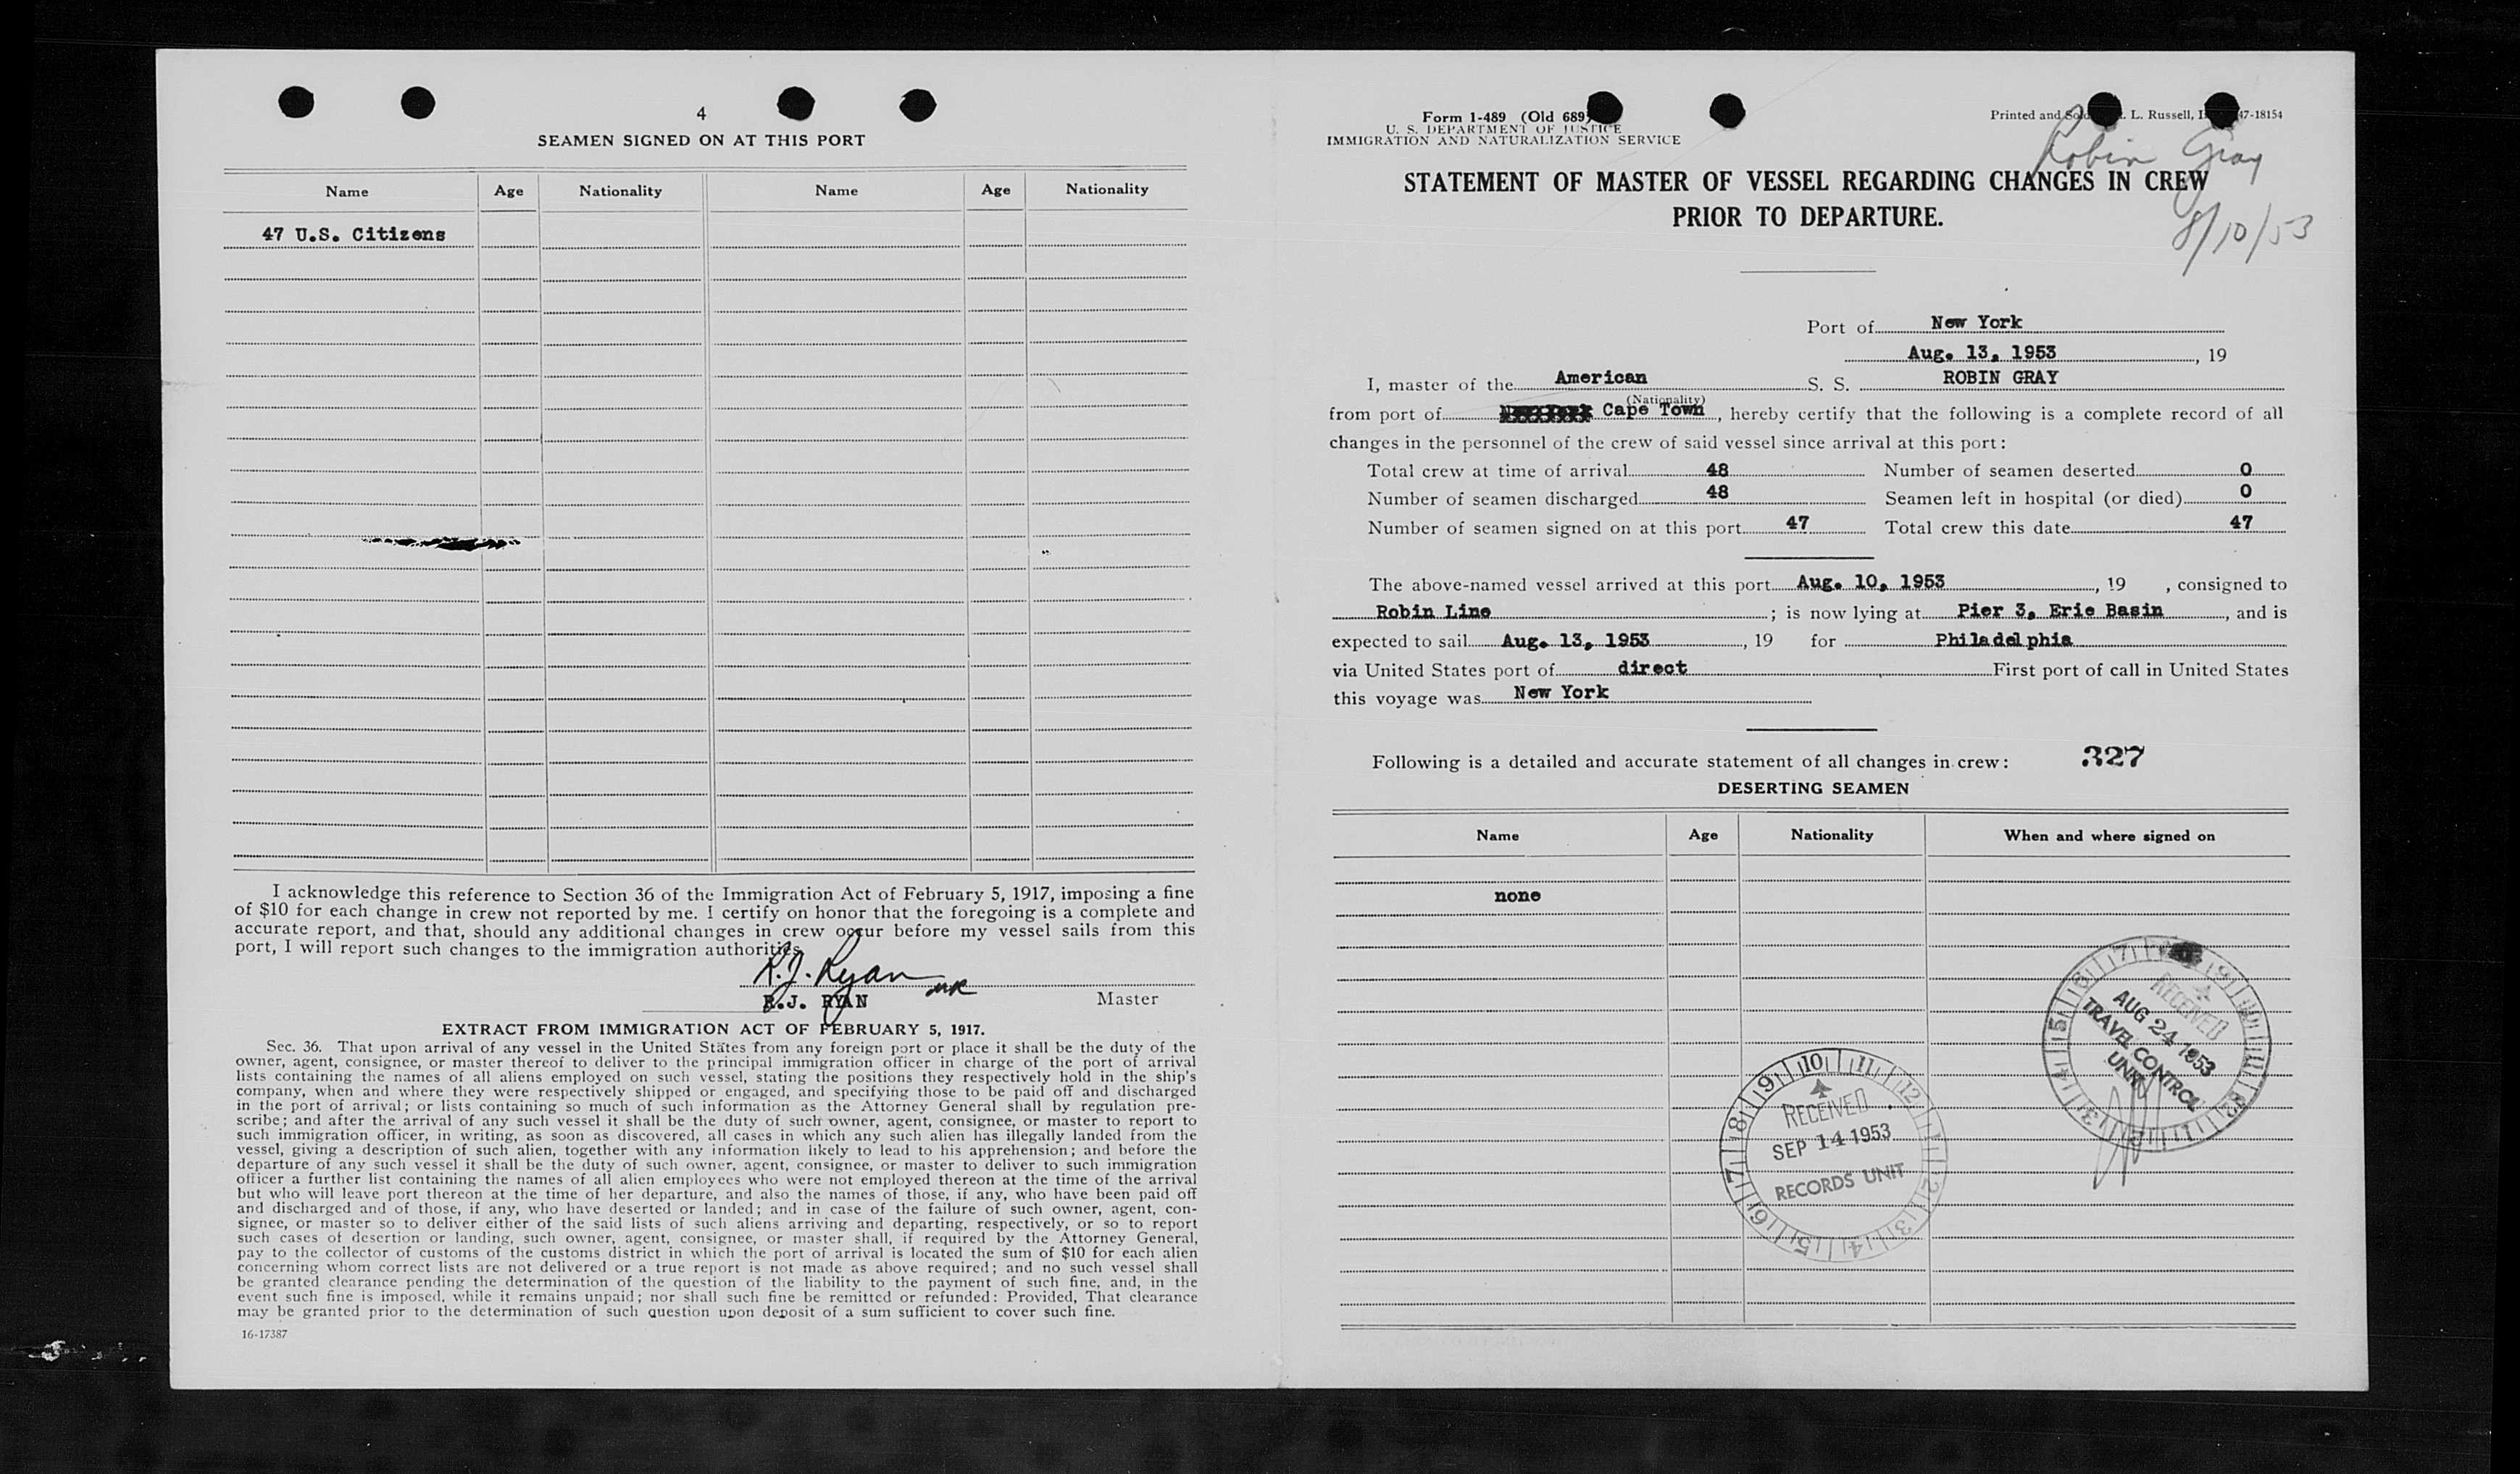 4
SEAMEN SIGNED ON AT THIS PORT
Name Age Nationality Name Age Nationality
47 U.S. Citizens
I acknowledge this reference to Section 36 of the Immigration Act of February 5, 1917, imposing a fine
of $10 for each change in crew not reported by me. I certify on honor that the foregoing is a complete and
accurate report, and that, should any additional changes in crew occur before my vessel sails from this
port, I will report such changes to the immigration authorities.
R.J. Ryan
R.J. RYAN Master
EXTRACT FROM IMMIGRATION ACT OF FEBRUARY 5, 1917.
Sec. 36. That upon arrival of any vessel in the United States from any foreign port or place it shall be the duty of the
owner, agent, consignee, or master thereof to deliver to the principal immigration officer in charge of the port of arrival
lists containing the names of all aliens employed on such vessel, stating the positions they respectively hold in the ship's
company, when and where they were respectively shipped or engaged, and specifying those to be paid off and discharged
in the port of arrival; or lists containing so much of such information as the Attorney General shall by regulation pre-
scribe; and after the arrival of any such vessel it shall be the duty of such owner, agent, consignee, or master to report to
such immigration officer, in writing, as soon as discovered, all cases in which any such alien has illegally landed from the
vessel, giving a description of such alien, together with any information likely to lead to his apprehension; and before the
departure of any such vessel it shall be the duty of such owner, agent, consignee, or master to deliver to such immigration
officer a further list containing the names of all alien employees who were not employed thereon at the time of the arrival
but who will leave port thereon at the time of her departure, and also the names of those, if any, who have been paid off
and discharged and of those, if any, who have deserted or landed; and in case of the failure of such owner, agent, con-
signee, or master so to deliver either of the said lists of such aliens arriving and departing, respectively, or so to report
such cases of desertion or landing, such owner, agent, consignee, or master shall, if required by the Attorney General,
pay to the collector of customs of the customs district in which the port of arrival is located the sum of $10 for each alien
concerning whom correct lists are not delivered or a true report is not made as above required; and no such vessel shall
be granted clearance pending the determination of the question of the liability to the payment of such fine, and, in the
event such fine is imposed, while it remains unpaid; nor shall such fine be remitted or refunded: Provided, That clearance
may be granted prior to the determination of such question upon deposit of a sum sufficient to cover such fine.
16-17387
Form 1-489 (Old 689)
U. S. DEPARTMENT OF JUSTICE
IMMIGRATION AND NATURALIZATION SERVICE
Printed and L. Russell, 47-18154
Robin Gray
8/10/53
STATEMENT OF MASTER OF VESSEL REGARDING CHANGES IN CREW
PRIOR TO DEPARTURE.
Port of New York
Aug. 13, 1953, 19
I, master of the American S. S. ROBIN GRAY
(Nationality)
from port of Cape Town, hereby certify that the following is a complete record of all
changes in the personnel of the crew of said vessel since arrival at this port:
Total crew at time of arrival 48 Number of seamen deserted 0
Number of seamen discharged 48 Seamen left in hospital (or died) 0
Number of seamen signed on at this port 47 Total crew this date 47
The above-named vessel arrived at this port Aug. 10, 1953, 19 , consigned to
Robin Line; is now lying at Pier 3, Erie Basin, and is
expected to sail Aug. 13, 1953, 19 for Philadelphia
via United States port of direct First port of call in United States
this voyage was New York
Following is a detailed and accurate statement of all changes in crew: 327
DESERTING SEAMEN
Name Age Nationality When and where signed on
none
RECEIVED
AUG 24 1953
TRAVEL CONTROL
UNIT
RECEIVED
SEP 14 1953
RECORDS UNIT